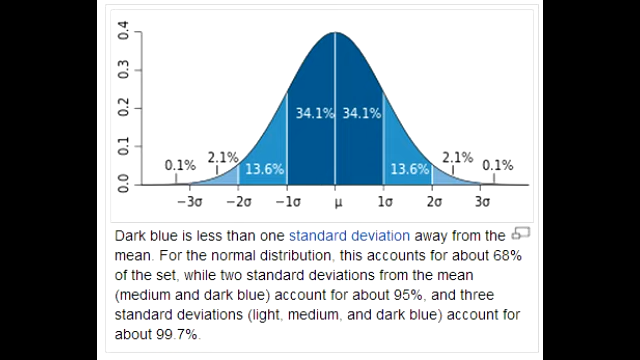 0.4
0.3
0.2
0.1
0.0
34.1% 34.1%
0.1% 2.1% 13.6% 13.6% 2.1% 0.1%
−3σ −2σ −1σ μ 1σ 2σ 3σ
Dark blue is less than one standard deviation away from the
mean. For the normal distribution, this accounts for about 68%
of the set, while two standard deviations from the mean
(medium and dark blue) account for about 95%, and three
standard deviations (light, medium, and dark blue) account for
about 99.7%.